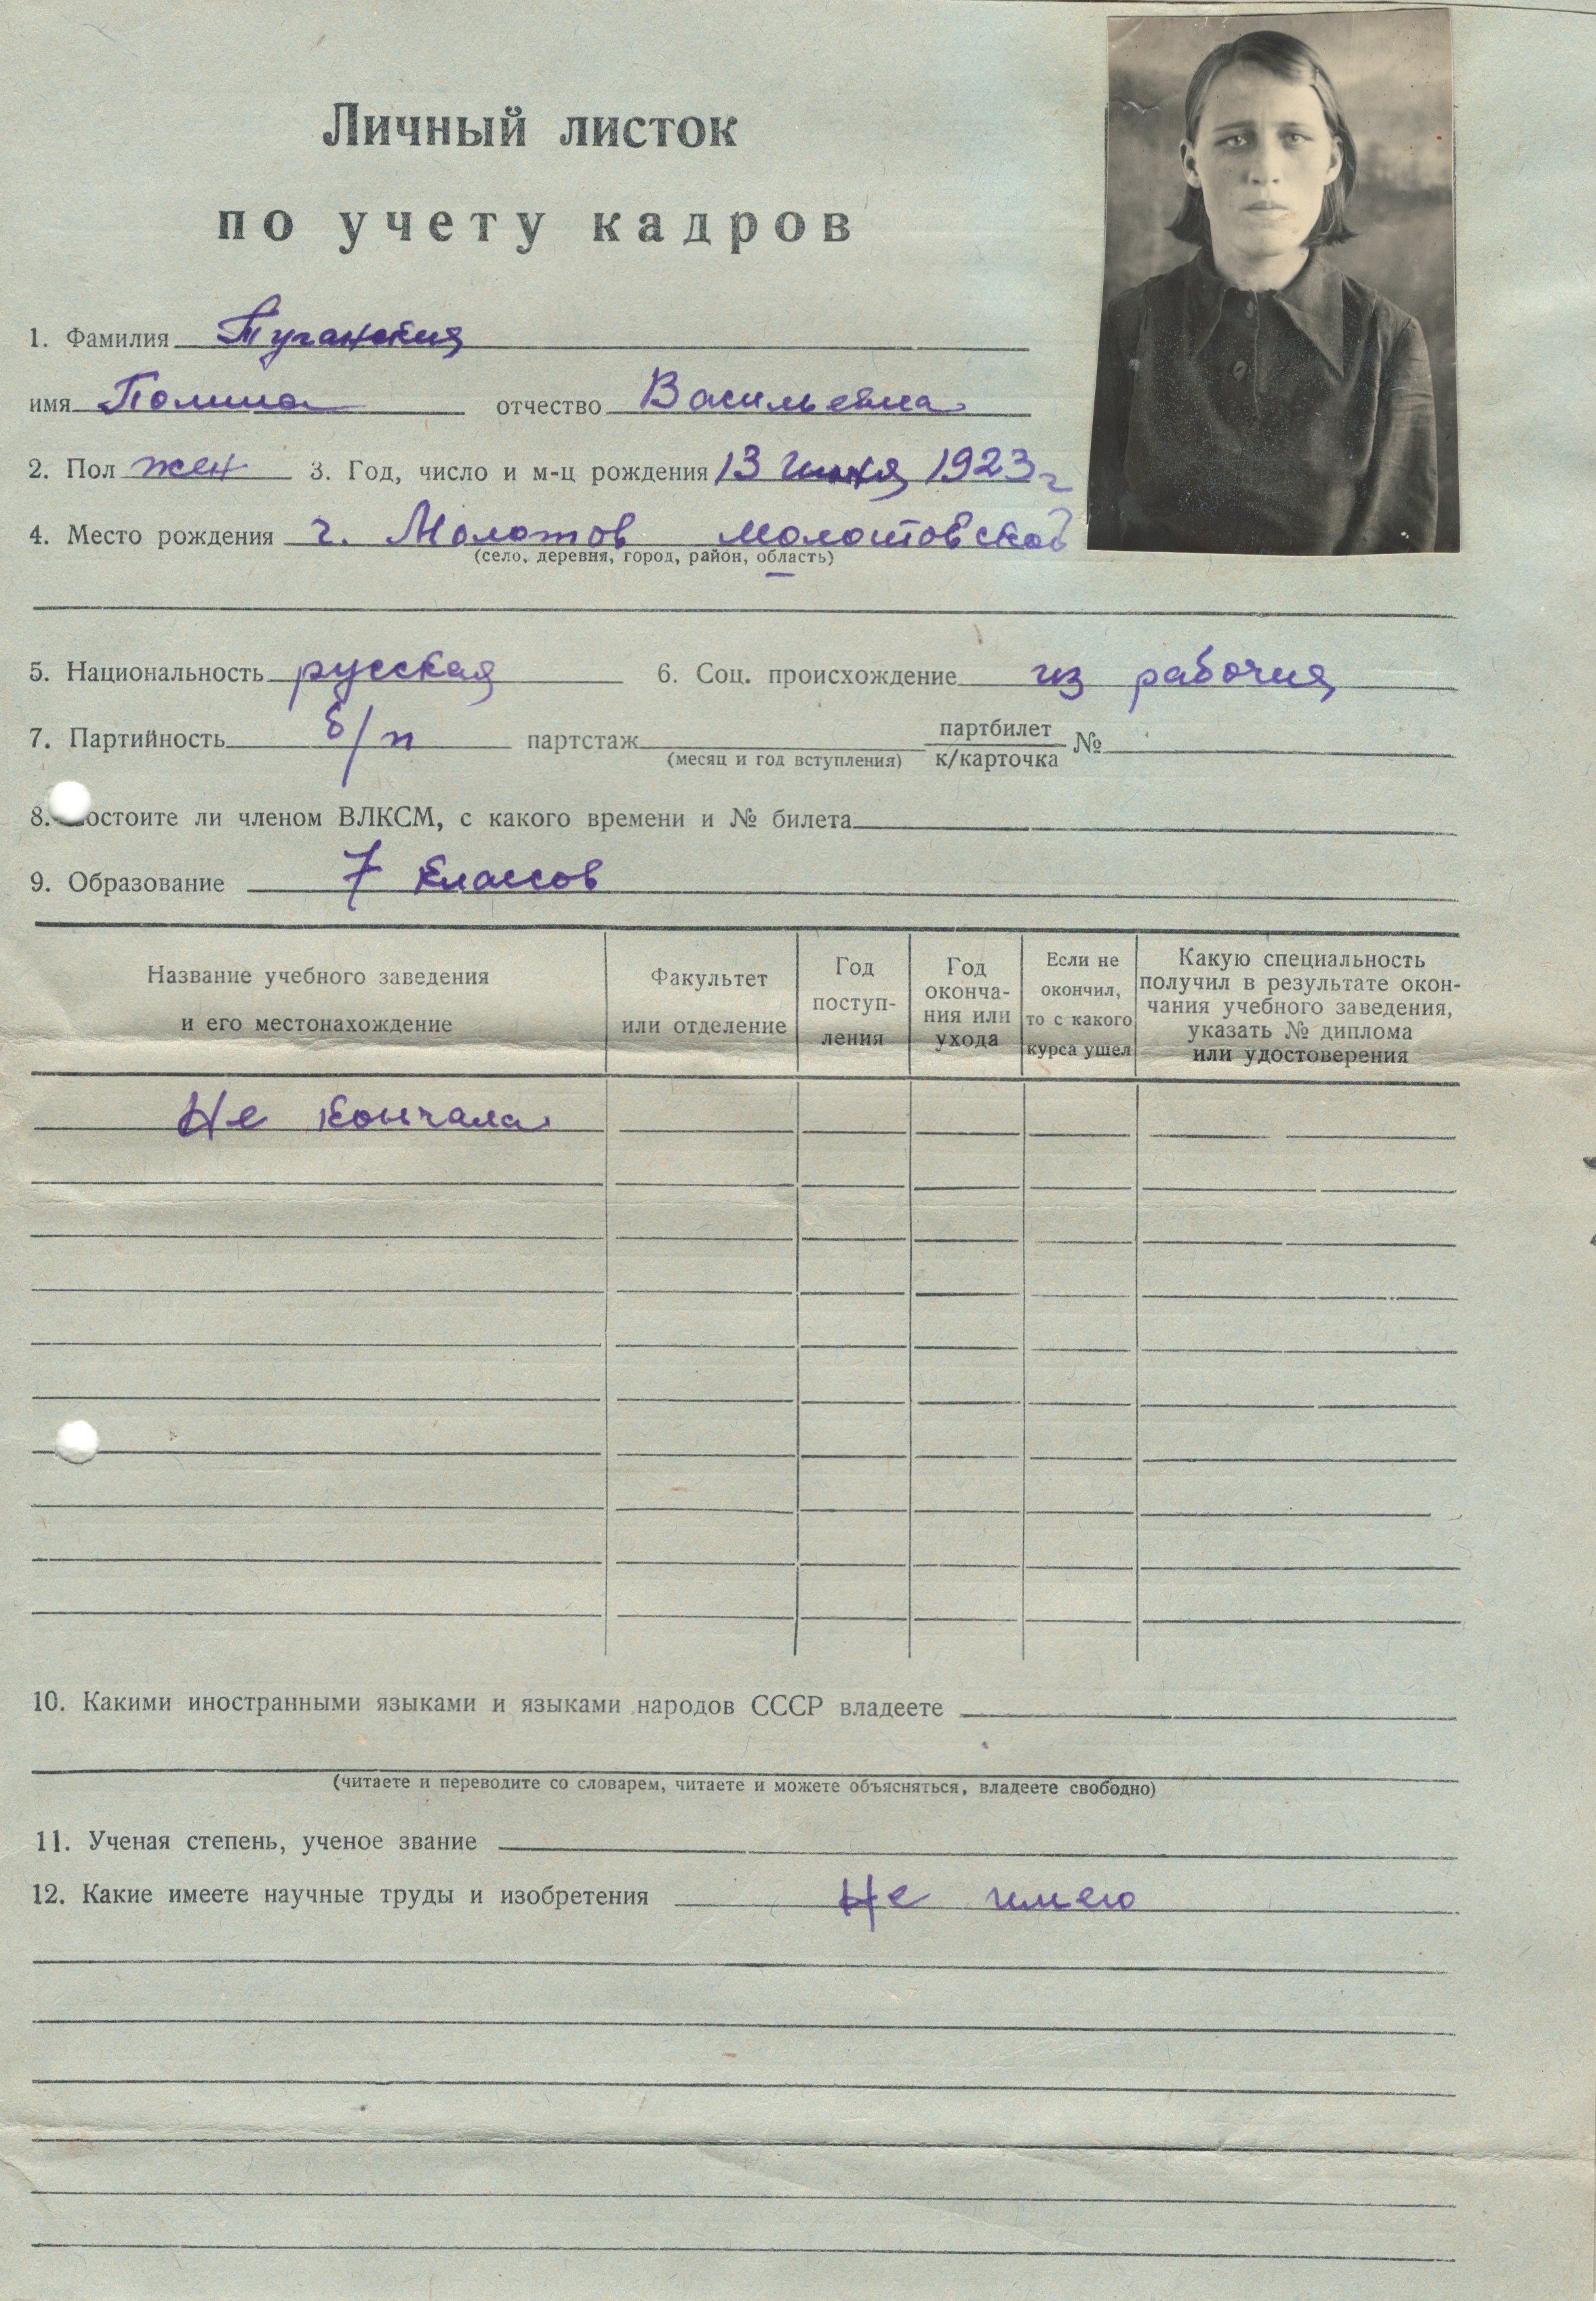 Личный листок
по учету кадров
1. Фамилия
имя Полина отчество Васильевна
2. Пол жен 3. Год, число и м-ц рождения 13 июня 1923 г
4. Место рождения г. Молотов молотовской
(село, деревня, город, район, область)
5. Национальность русская 6. Соц. происхождение из рабочих
7. Партийность б/п партстаж партбилет
(месяц и год вступления) к/карточка №
8. состоите ли членом ВЛКСМ, с какого времени и № билета
9. Образование 7 классов
Название учебного заведения
и его местонахождение
Факультет
или отделение
Год
поступ-
ления
Год
оконча-
ния или
ухода
Если не
окончил,
то с какого
курса ушел
Какую специальность
получил в результате окон-
чания учебного заведения,
указать № диплома
или удостоверения
Не кончала
10. Какими иностранными языками и языками народов СССР владеете
(читаете и переводите со словарем, читаете и можете объясняться, владеете свободно)
11. Ученая степень, ученое звание
12. Какие имеете научные труды и изобретения Не имею